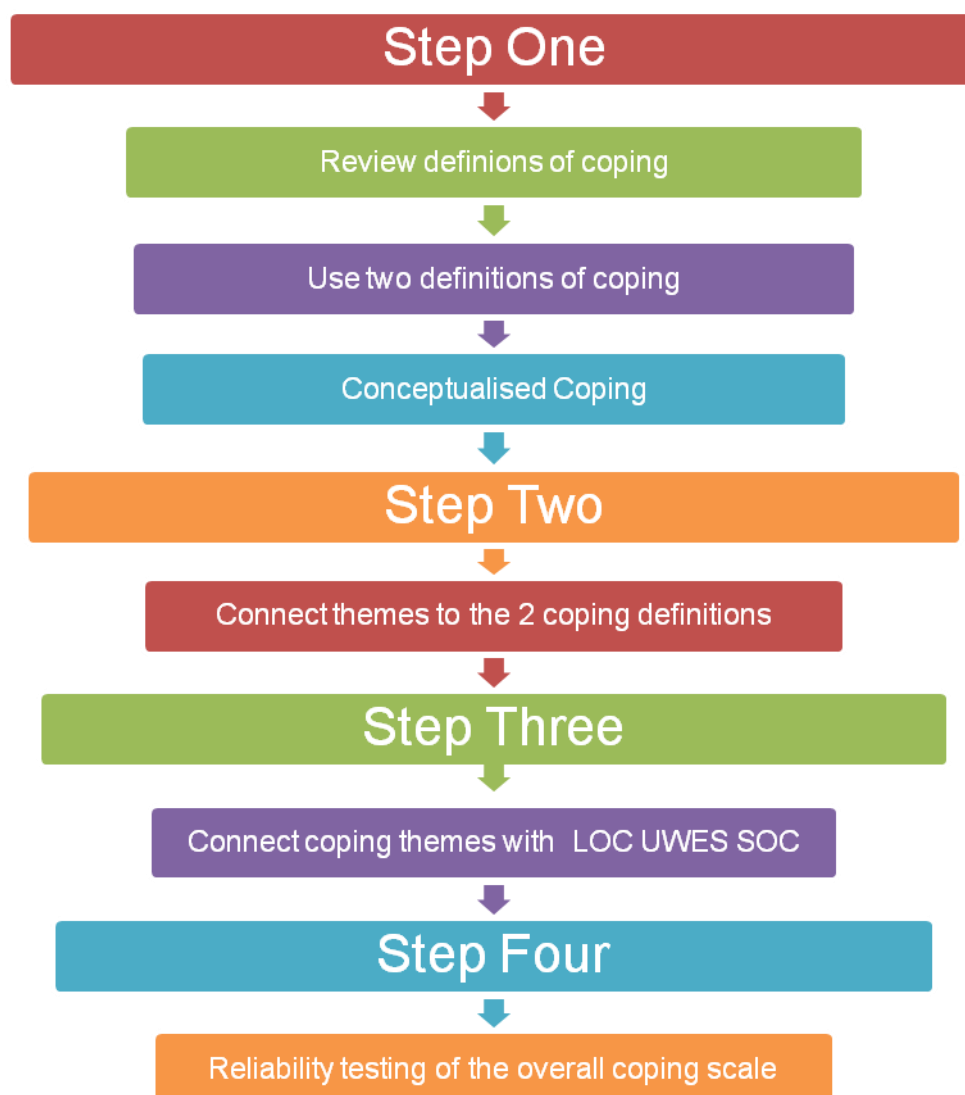 Step One
Review definions of coping
Use two definitions of coping
Conceptualised Coping
Step Two
Connect themes to the 2 coping definitions
Step Three
Connect coping themes with LOC UWES SOC
Step Four
Reliability testing of the overall coping scale